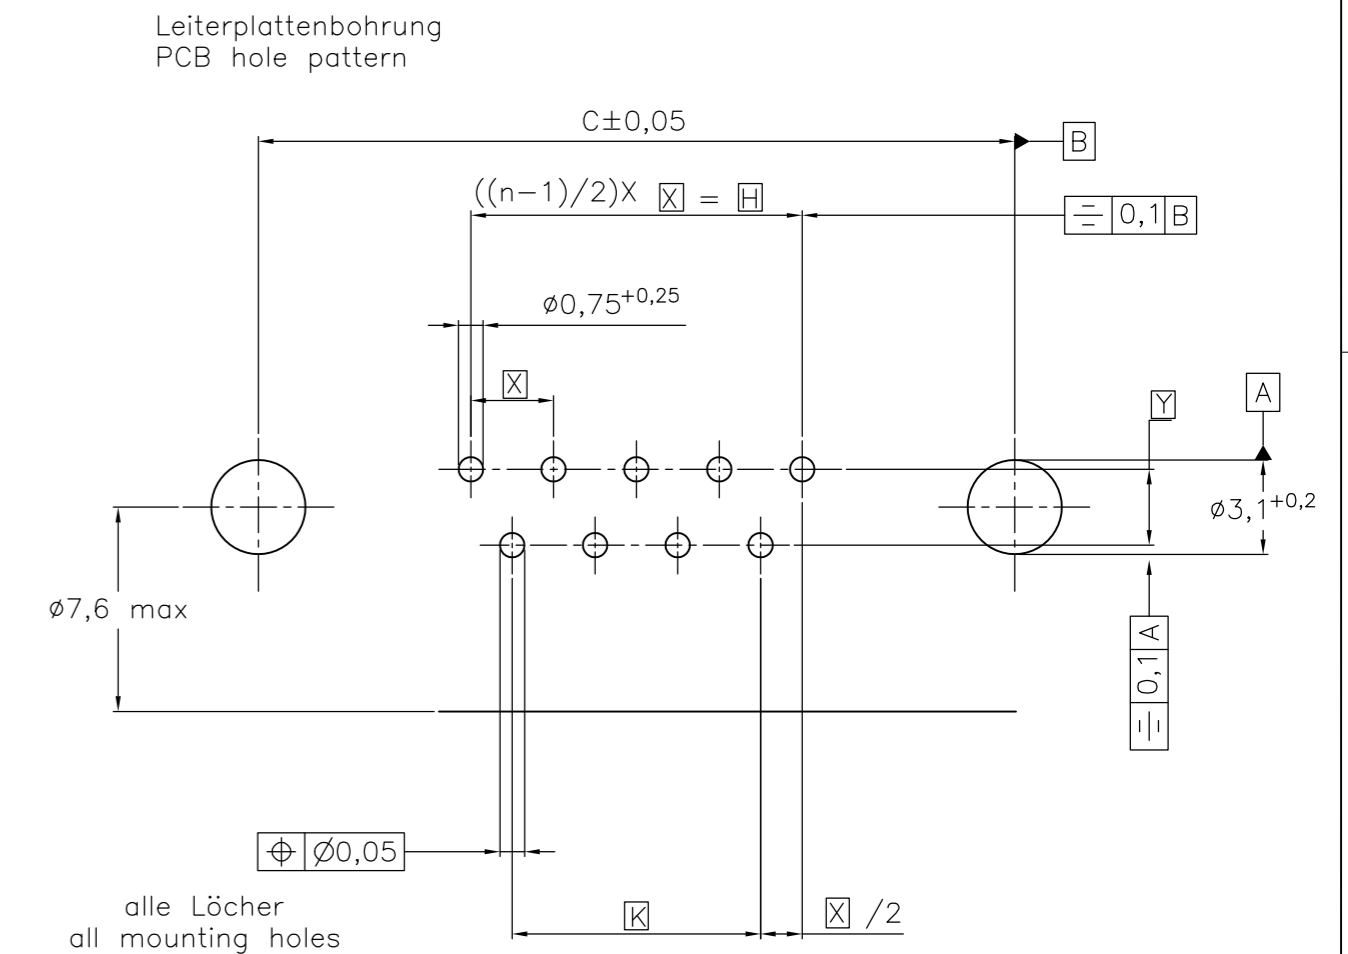 Leiterplattenbohrung
PCB hole pattern
C±0,05
B
((n-1)/2)X X = H
0,1 B
ø0,75+0,25
X
Y
A
ø3,1+0,2
ø7,6 max
0,1 A
⌖ Ø0,05
alle Löcher
all mounting holes
K
X /2